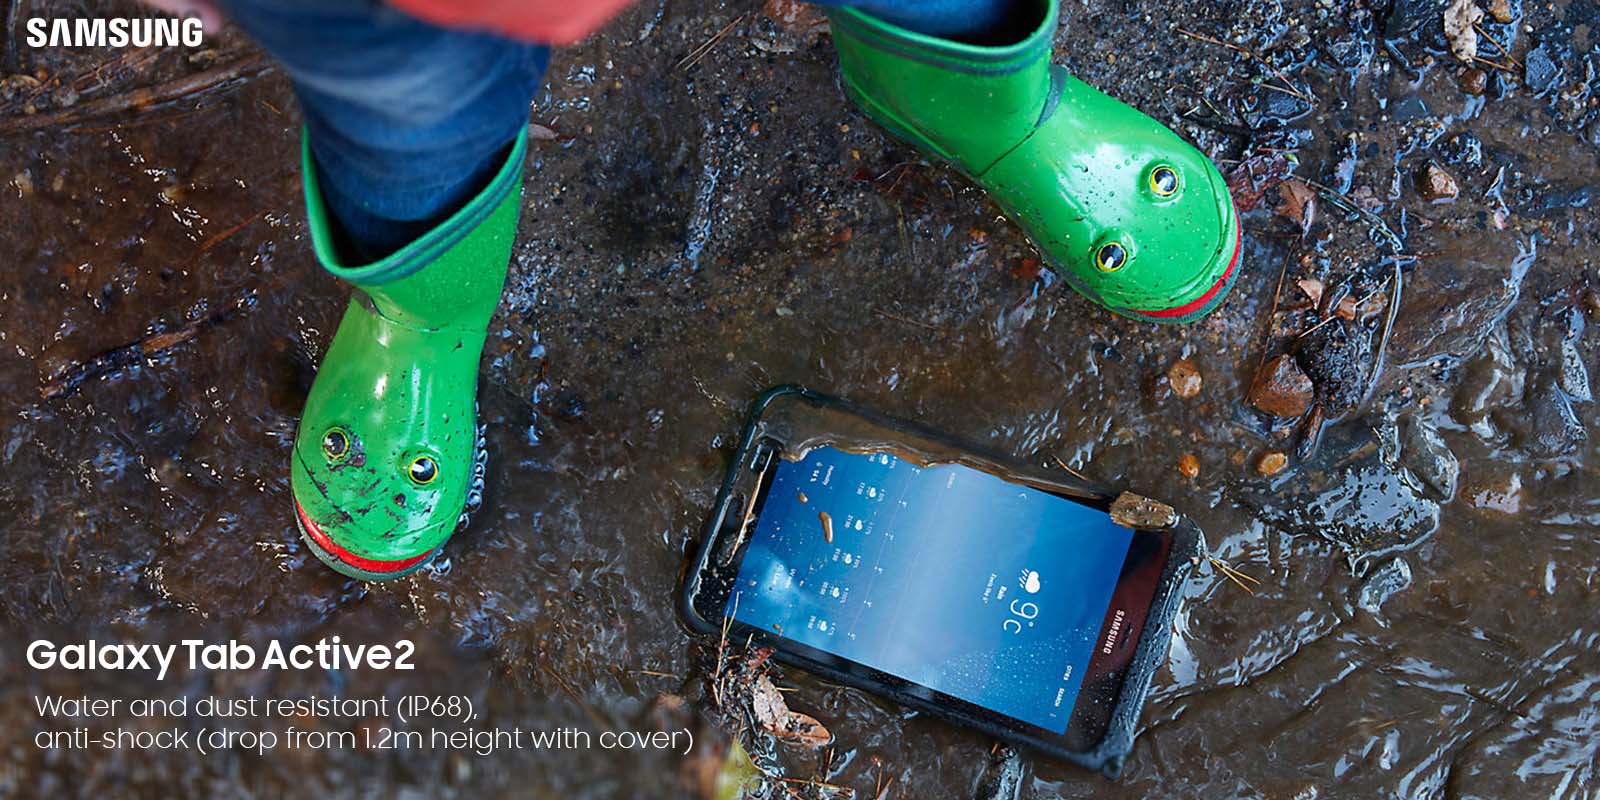 SAMSUNG
Galaxy Tab Active2
Water and dust resistant (IP68),
anti-shock (drop from 1.2m height with cover)
9°c
Rain
SAMSUNG